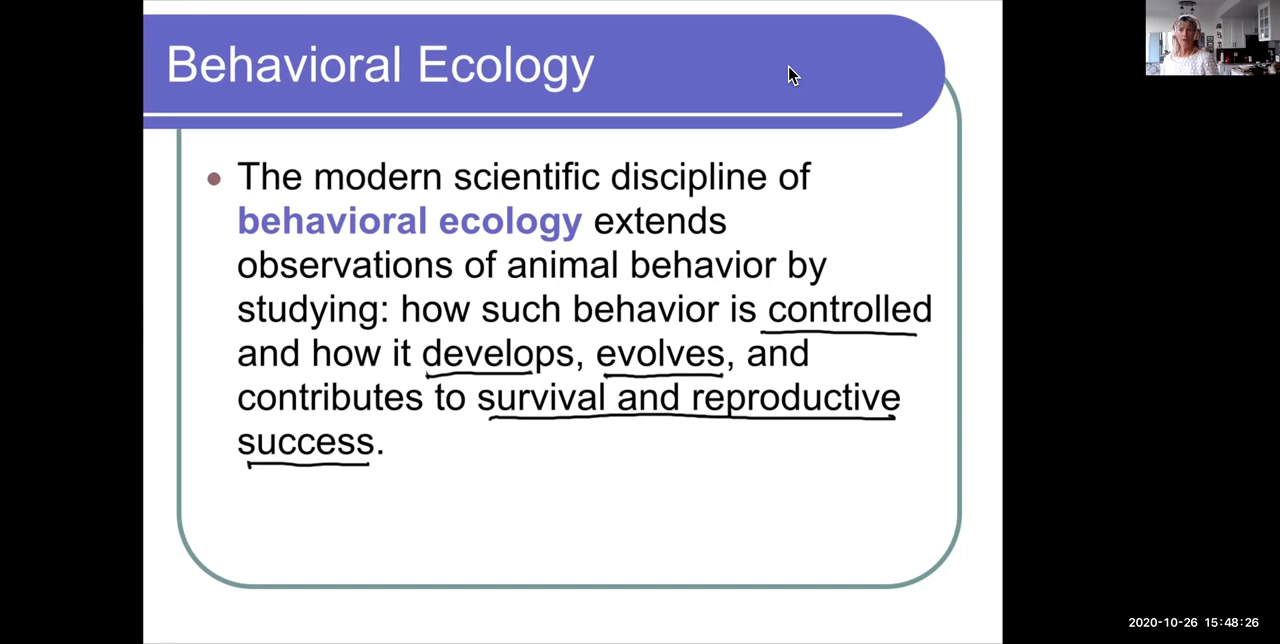 Behavioral Ecology
The modern scientific discipline of
behavioral ecology extends
observations of animal behavior by
studying: how such behavior is controlled
and how it develops, evolves, and
contributes to survival and reproductive
success.
2020-10-26 15:48:26